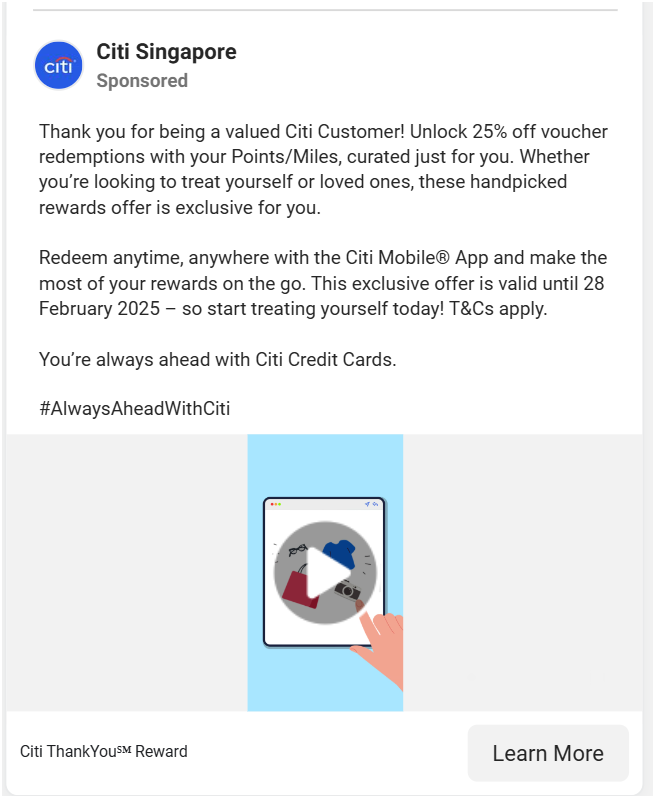 citi
Citi Singapore
Sponsored
Thank you for being a valued Citi Customer! Unlock 25% off voucher
redemptions with your Points/Miles, curated just for you. Whether
you’re looking to treat yourself or loved ones, these handpicked
rewards offer is exclusive for you.
Redeem anytime, anywhere with the Citi Mobile® App and make the
most of your rewards on the go. This exclusive offer is valid until 28
February 2025 – so start treating yourself today! T&Cs apply.
You’re always ahead with Citi Credit Cards.
#AlwaysAheadWithCiti
Citi ThankYou℠ Reward
Learn More